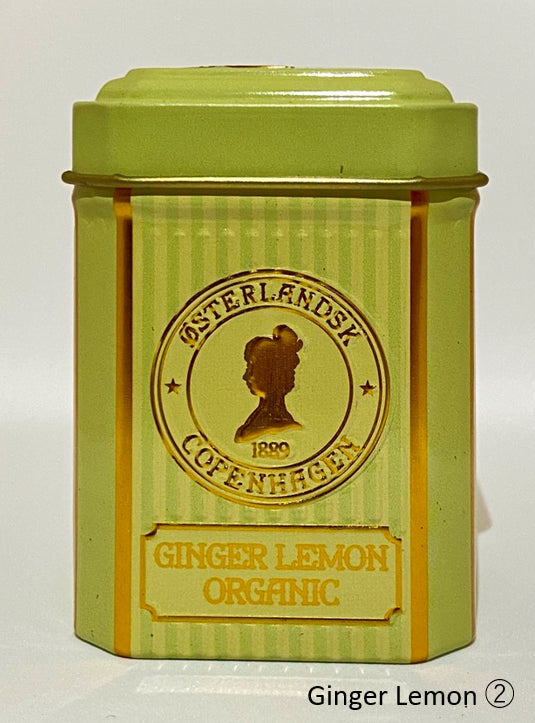 ØSTERLANDSK
1889
COPENHAGEN
GINGER LEMON
ORGANIC
Ginger Lemon ②